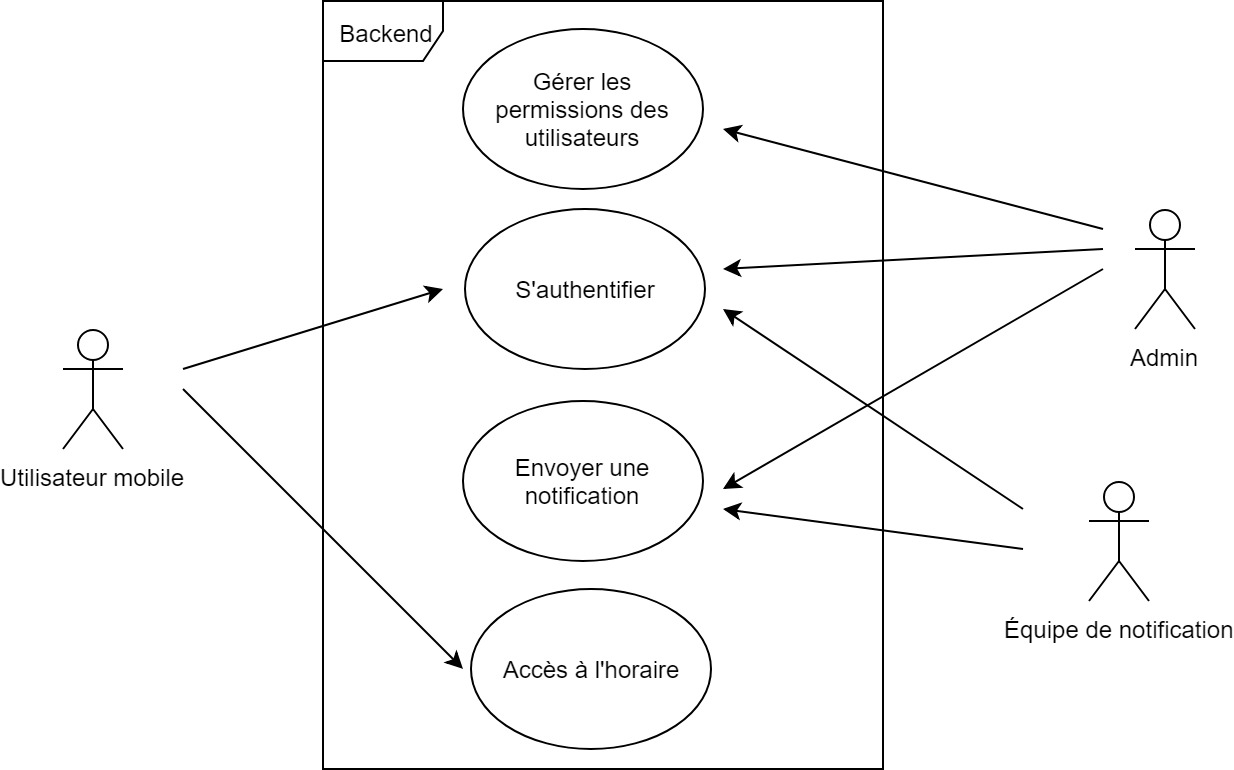 Backend
Gérer les
permissions des
utilisateurs
S'authentifier
Envoyer une
notification
Accès à l'horaire
Utilisateur mobile
Admin
Équipe de notification